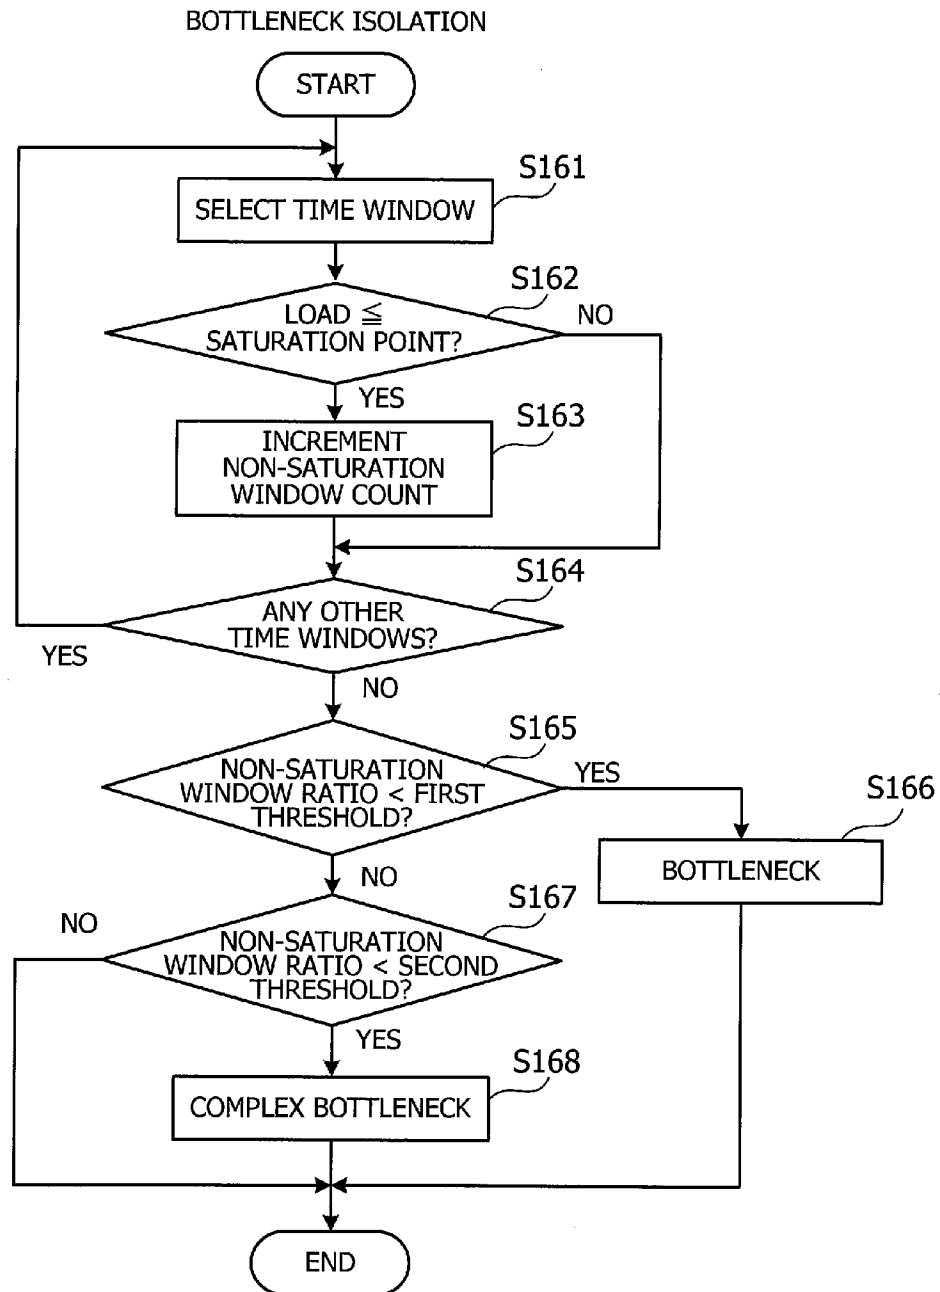 BOTTLENECK ISOLATION
START
S161
SELECT TIME WINDOW
S162
LOAD ≦
SATURATION POINT?
NO
YES
S163
INCREMENT
NON-SATURATION
WINDOW COUNT
S164
ANY OTHER
TIME WINDOWS?
YES
NO
S165
NON-SATURATION
WINDOW RATIO < FIRST
THRESHOLD?
YES
S166
BOTTLENECK
NO
S167
NO
NON-SATURATION
WINDOW RATIO < SECOND
THRESHOLD?
YES
S168
COMPLEX BOTTLENECK
END